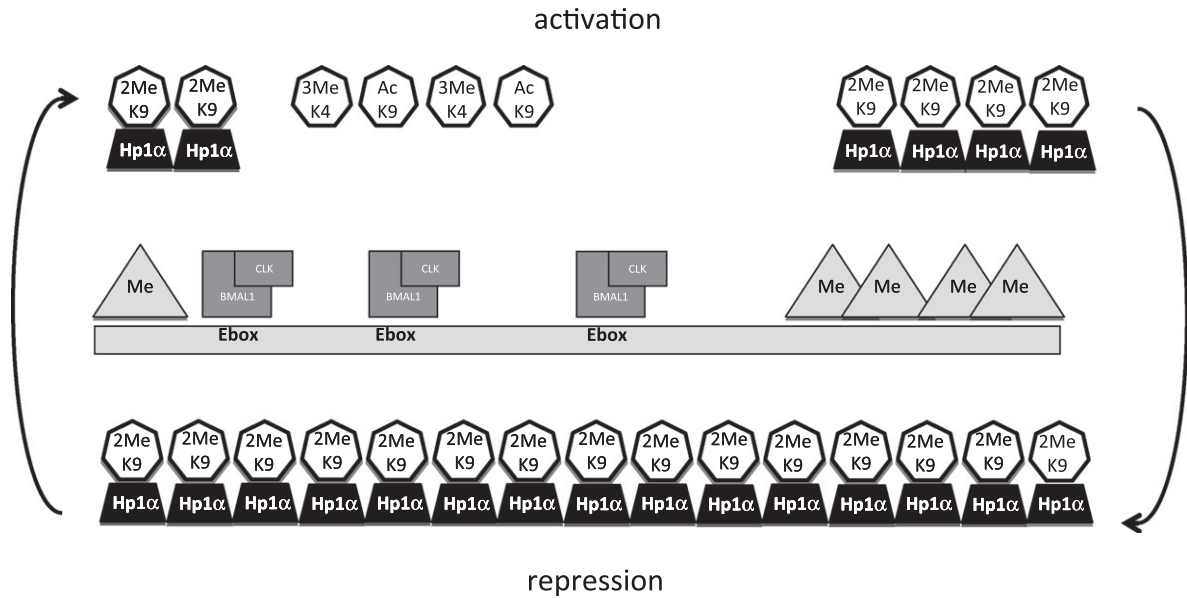 activation
2Me 2Me 3Me Ac 3Me Ac 2Me 2Me 2Me 2Me
K9 K9 K4 K9 K4 K9 K9 K9 K9 K9
Hp1α Hp1α Hp1α Hp1α Hp1α Hp1α
CLK CLK CLK
Me BMAL1 BMAL1 BMAL1 Me Me Me Me
Ebox Ebox Ebox
2Me 2Me 2Me 2Me 2Me 2Me 2Me 2Me 2Me 2Me 2Me 2Me 2Me 2Me 2Me
K9 K9 K9 K9 K9 K9 K9 K9 K9 K9 K9 K9 K9 K9 K9
Hp1α Hp1α Hp1α Hp1α Hp1α Hp1α Hp1α Hp1α Hp1α Hp1α Hp1α Hp1α Hp1α Hp1α Hp1α
repression